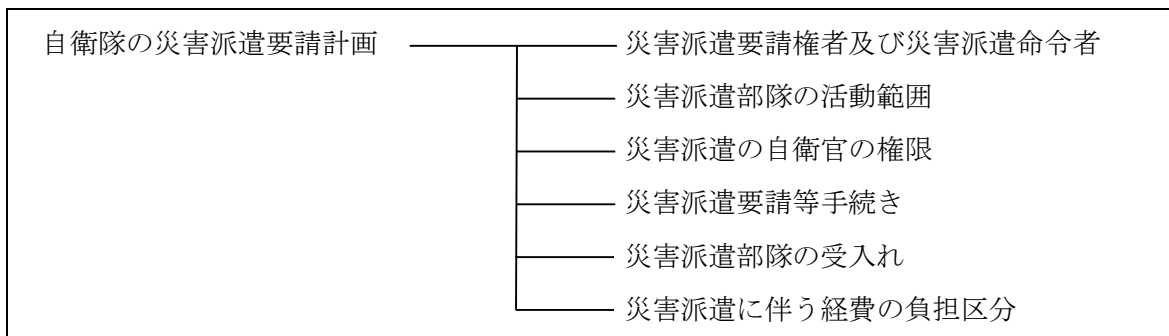 自衛隊の災害派遣要請計画
災害派遣要請権者及び災害派遣命令者
災害派遣部隊の活動範囲
災害派遣の自衛官の権限
災害派遣要請等手続き
災害派遣部隊の受入れ
災害派遣に伴う経費の負担区分